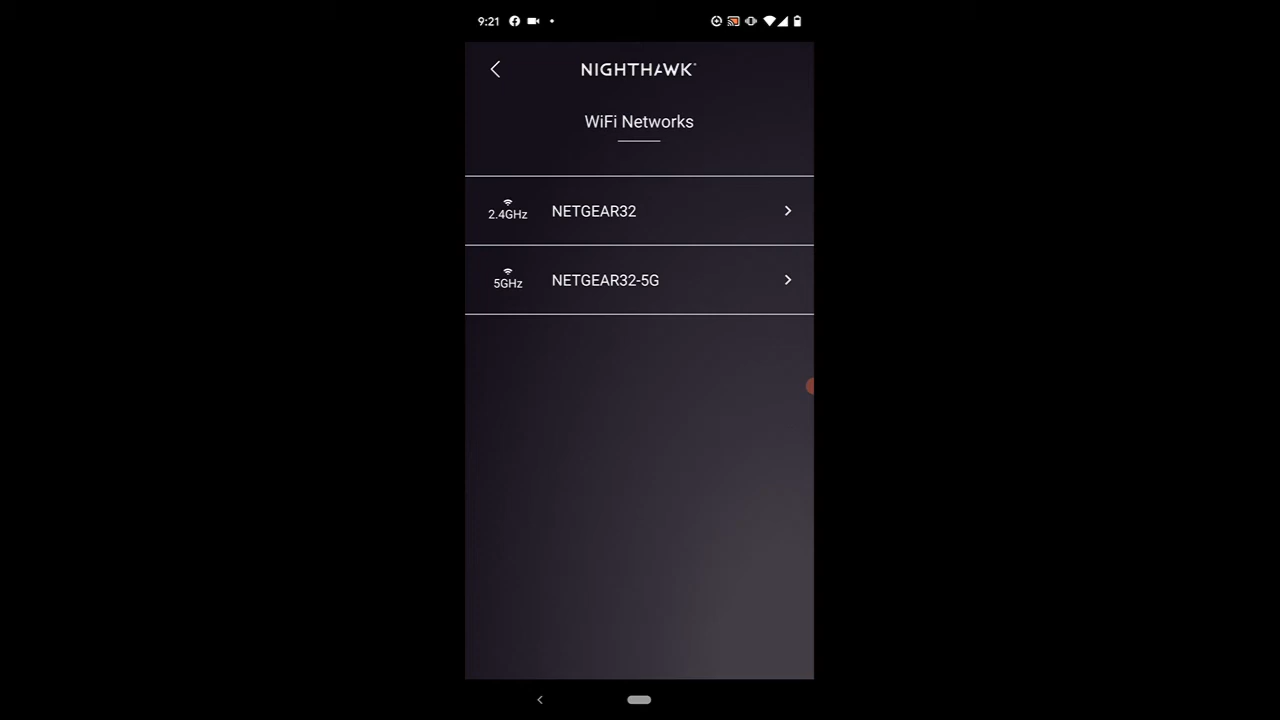 9:21
NIGHTHAWK
WiFi Networks
2.4GHz NETGEAR32
5GHz NETGEAR32-5G